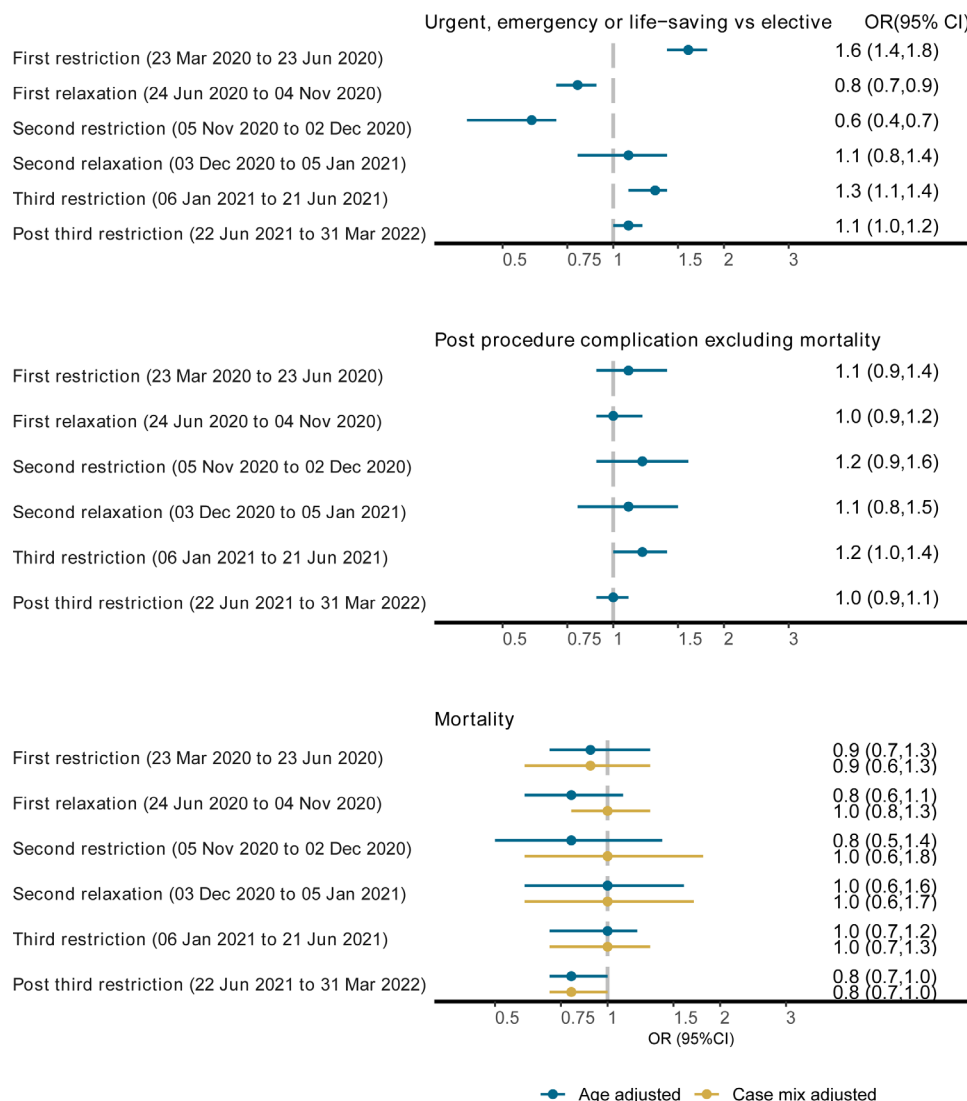 Urgent, emergency or life−saving vs elective OR(95% CI)
First restriction (23 Mar 2020 to 23 Jun 2020) 1.6 (1.4,1.8)
First relaxation (24 Jun 2020 to 04 Nov 2020) 0.8 (0.7,0.9)
Second restriction (05 Nov 2020 to 02 Dec 2020) 0.6 (0.4,0.7)
Second relaxation (03 Dec 2020 to 05 Jan 2021) 1.1 (0.8,1.4)
Third restriction (06 Jan 2021 to 21 Jun 2021) 1.3 (1.1,1.4)
Post third restriction (22 Jun 2021 to 31 Mar 2022) 1.1 (1.0,1.2)
0.5 0.75 1 1.5 2 3
Post procedure complication excluding mortality
First restriction (23 Mar 2020 to 23 Jun 2020) 1.1 (0.9,1.4)
First relaxation (24 Jun 2020 to 04 Nov 2020) 1.0 (0.9,1.2)
Second restriction (05 Nov 2020 to 02 Dec 2020) 1.2 (0.9,1.6)
Second relaxation (03 Dec 2020 to 05 Jan 2021) 1.1 (0.8,1.5)
Third restriction (06 Jan 2021 to 21 Jun 2021) 1.2 (1.0,1.4)
Post third restriction (22 Jun 2021 to 31 Mar 2022) 1.0 (0.9,1.1)
0.5 0.75 1 1.5 2 3
Mortality
First restriction (23 Mar 2020 to 23 Jun 2020) 0.9 (0.7,1.3)
0.9 (0.6,1.3)
First relaxation (24 Jun 2020 to 04 Nov 2020) 0.8 (0.6,1.1)
1.0 (0.8,1.3)
Second restriction (05 Nov 2020 to 02 Dec 2020) 0.8 (0.5,1.4)
1.0 (0.6,1.8)
Second relaxation (03 Dec 2020 to 05 Jan 2021) 1.0 (0.6,1.6)
1.0 (0.6,1.7)
Third restriction (06 Jan 2021 to 21 Jun 2021) 1.0 (0.7,1.2)
1.0 (0.7,1.3)
Post third restriction (22 Jun 2021 to 31 Mar 2022) 0.8 (0.7,1.0)
0.8 (0.7,1.0)
0.5 0.75 1 1.5 2 3
OR (95%CI)
Age adjusted Case mix adjusted